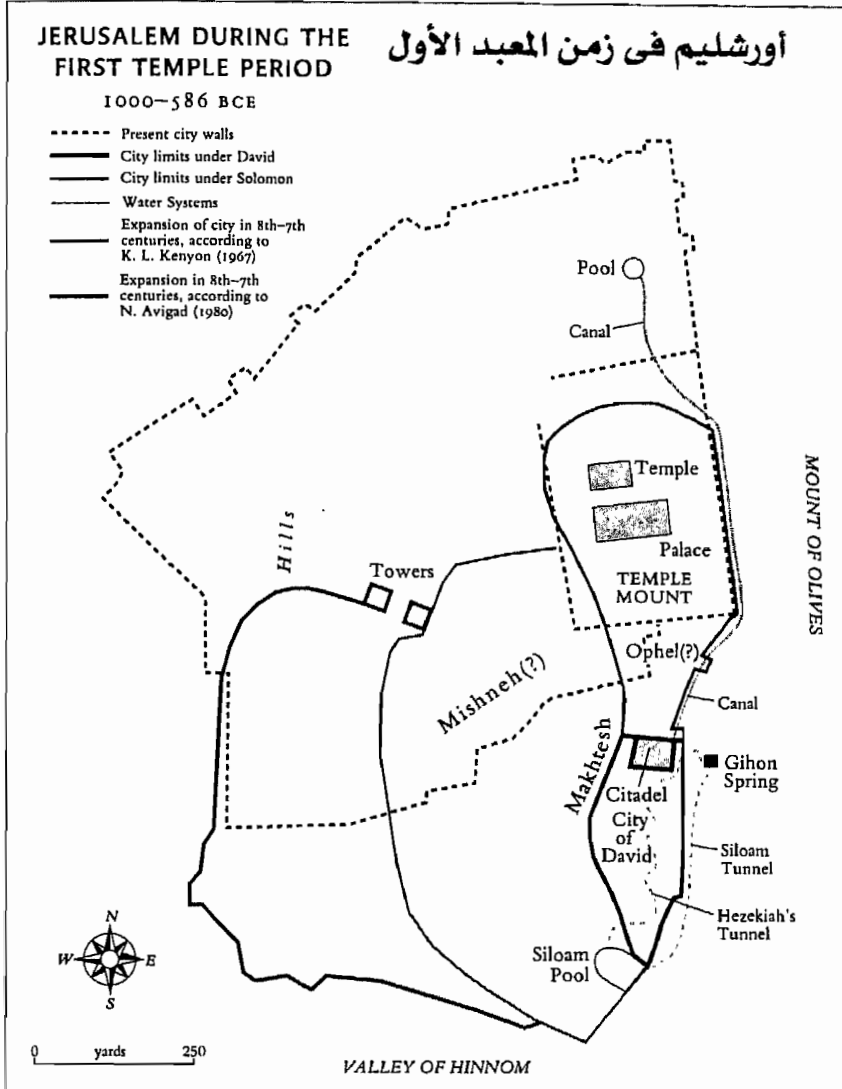 JERUSALEM DURING THE
FIRST TEMPLE PERIOD
1000–586 BCE
أورشليم فى زمن المعبد الأول
Present city walls
City limits under David
City limits under Solomon
Water Systems
Expansion of city in 8th–7th
centuries, according to
K. L. Kenyon (1967)
Expansion in 8th–7th
centuries, according to
N. Avigad (1980)
Pool
Canal
Temple
Palace
TEMPLE
MOUNT
MOUNT OF OLIVES
Hills
Towers
Ophel(?)
Mishneh(?)
Canal
Makhtesh
Gihon
Spring
Citadel
City
of
David
Siloam
Tunnel
Hezekiah's
Tunnel
Siloam
Pool
N
W
E
S
0 yards 250
VALLEY OF HINNOM